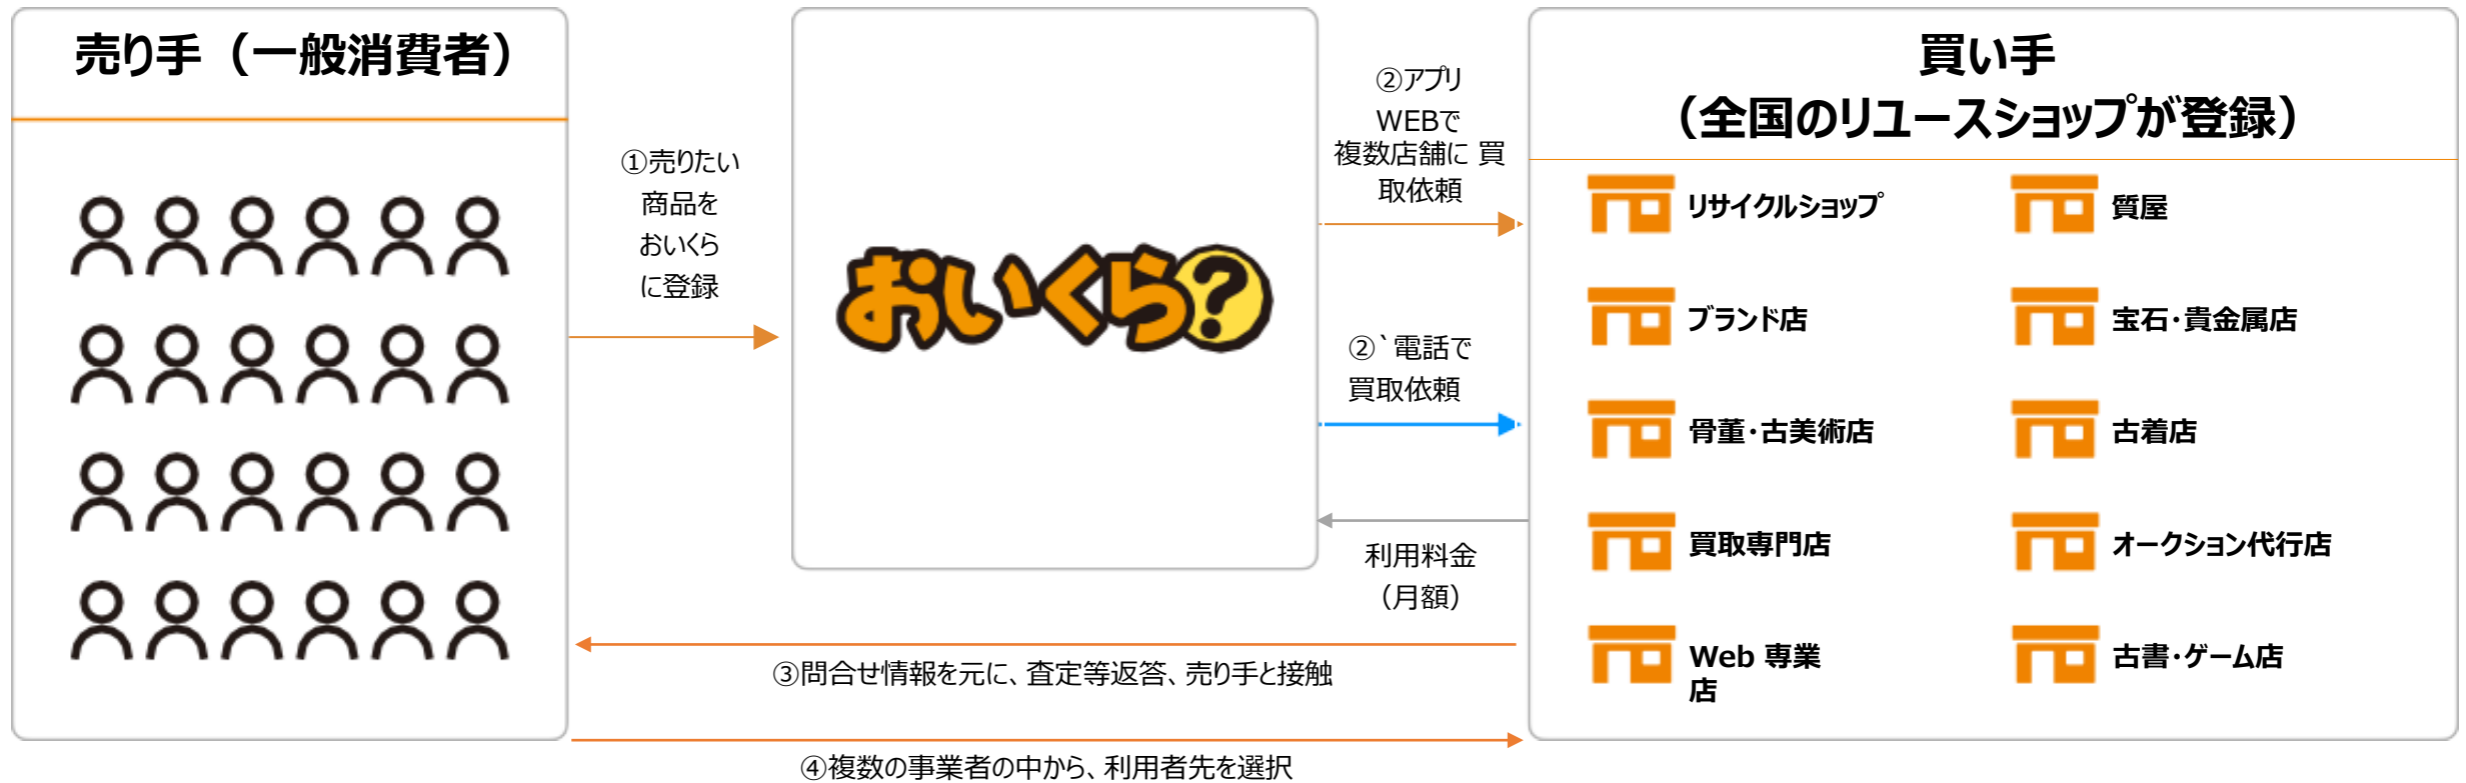 売り手（一般消費者）
①売りたい
商品を
おいくら
に登録
おいくら?
②アプリ
WEBで
複数店舗に 買
取依頼
②`電話で
買取依頼
利用料金
（月額）
買い手
（全国のリユースショップが登録）
リサイクルショップ
質屋
ブランド店
宝石・貴金属店
骨董・古美術店
古着店
買取専門店
オークション代行店
Web 専業
店
古書・ゲーム店
③問合せ情報を元に、査定等返答、売り手と接触
④複数の事業者の中から、利用者先を選択